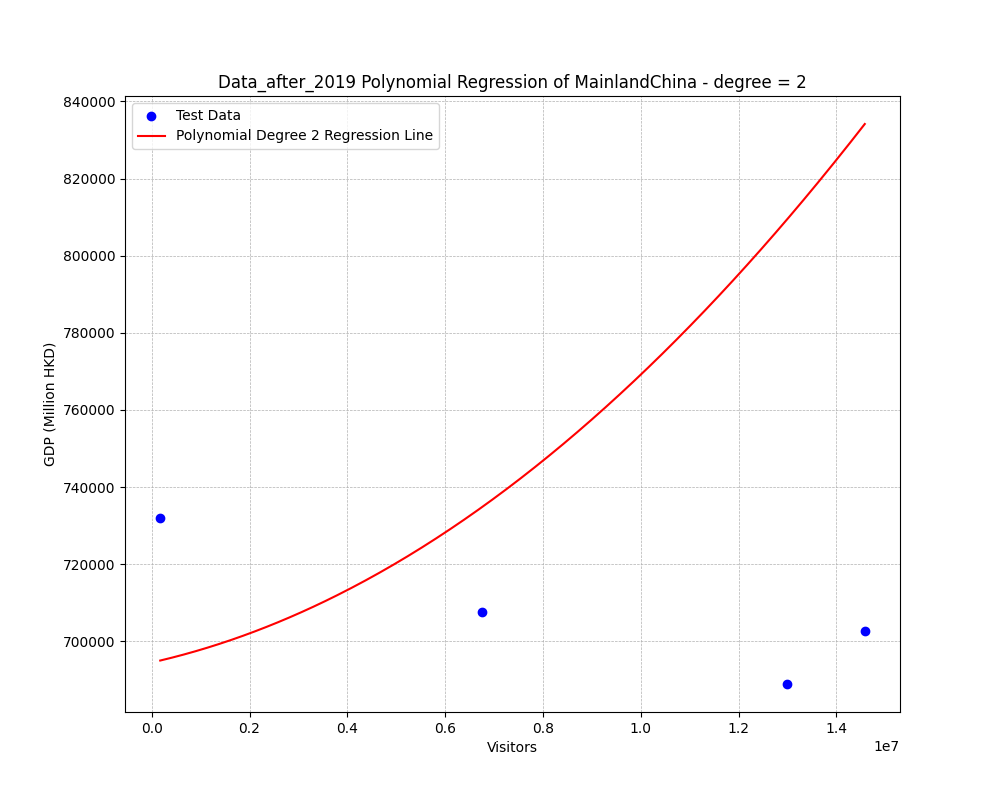 Data_after_2019 Polynomial Regression of MainlandChina - degree = 2
Test Data
Polynomial Degree 2 Regression Line
840000
820000
800000
780000
760000
740000
720000
700000
GDP (Million HKD)
0.0 0.2 0.4 0.6 0.8 1.0 1.2 1.4
1e7
Visitors